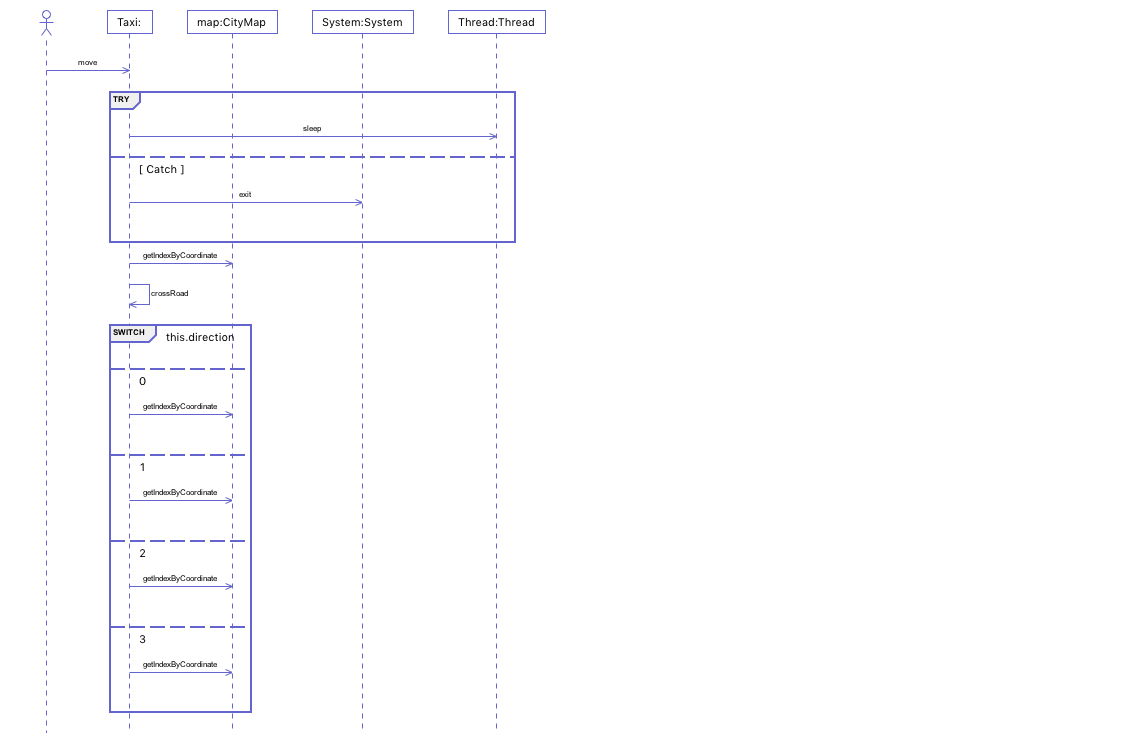 Taxi:
map:CityMap
System:System
Thread:Thread
move
TRY
sleep
[ Catch ]
exit
getIndexByCoordinate
crossRoad
SWITCH
this.direction
0
getIndexByCoordinate
1
getIndexByCoordinate
2
getIndexByCoordinate
3
getIndexByCoordinate